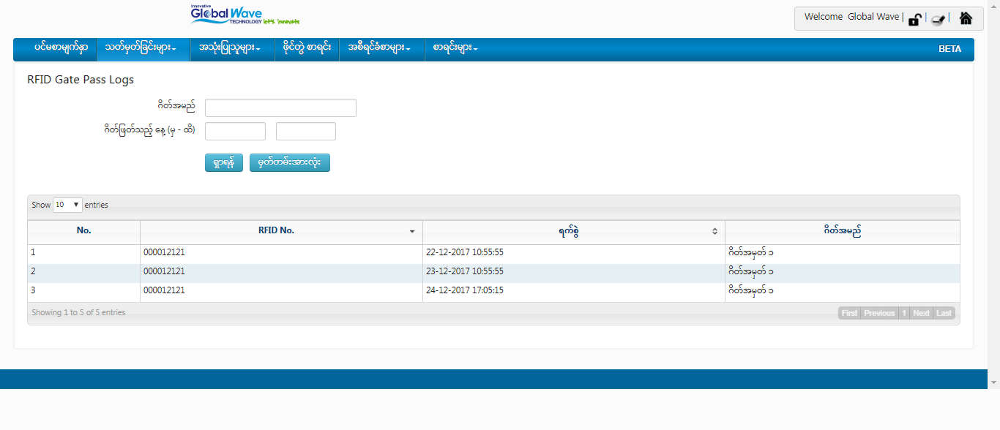 Innovative
Global Wave
TECHNOLOGY let's innovate
Welcome Global Wave | | |
ပင်မစာမျက်နှာ သတ်မှတ်ခြင်းများ အသုံးပြုသူများ ဖိုင်တွဲ စာရင်း အစီရင်ခံစာများ စာရင်းများ BETA
RFID Gate Pass Logs
ဂိတ်အမည်
ဂိတ်ဖြတ်သည့် နေ့ (မှ - ထိ)
ရှာရန် မှတ်တမ်းအားလုံး
Show 10 entries
No. RFID No. ရက်စွဲ ဂိတ်အမည်
1 000012121 22-12-2017 10:55:55 ဂိတ်အမှတ် ၁
2 000012121 23-12-2017 10:55:55 ဂိတ်အမှတ် ၁
3 000012121 24-12-2017 17:05:15 ဂိတ်အမှတ် ၁
Showing 1 to 5 of 5 entries First Previous 1 Next Last